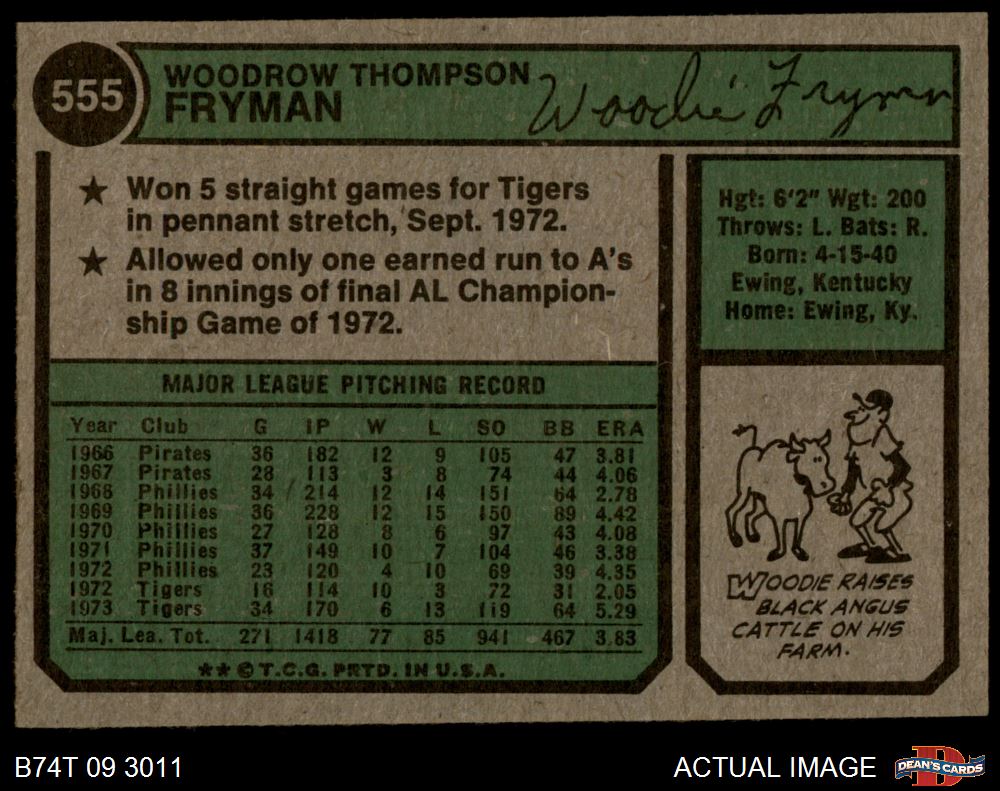 555
WOODROW THOMPSON
FRYMAN
Woodie Fryman
★ Won 5 straight games for Tigers
in pennant stretch, Sept. 1972.
★ Allowed only one earned run to A's
in 8 innings of final AL Champion-
ship Game of 1972.
Hgt: 6'2" Wgt: 200
Throws: L. Bats: R.
Born: 4-15-40
Ewing, Kentucky
Home: Ewing, Ky.
MAJOR LEAGUE PITCHING RECORD
Year Club G IP W L SO BB ERA
1966 Pirates 36 182 12 9 105 47 3.81
1967 Pirates 28 113 3 8 74 44 4.06
1968 Phillies 34 214 12 14 151 64 2.78
1969 Phillies 36 228 12 15 150 89 4.42
1970 Phillies 27 128 8 6 97 43 4.08
1971 Phillies 37 149 10 7 104 46 3.38
1972 Phillies 23 120 4 10 69 39 4.35
1972 Tigers 16 114 10 3 72 31 2.05
1973 Tigers 34 170 6 13 119 64 5.29
Maj. Lea. Tot. 271 1418 77 85 941 467 3.83
★★ © T.C.G. PRTD. IN U.S.A.
WOODIE RAISES
BLACK ANGUS
CATTLE ON HIS
FARM.
B74T 09 3011
ACTUAL IMAGE
DEAN'S CARDS